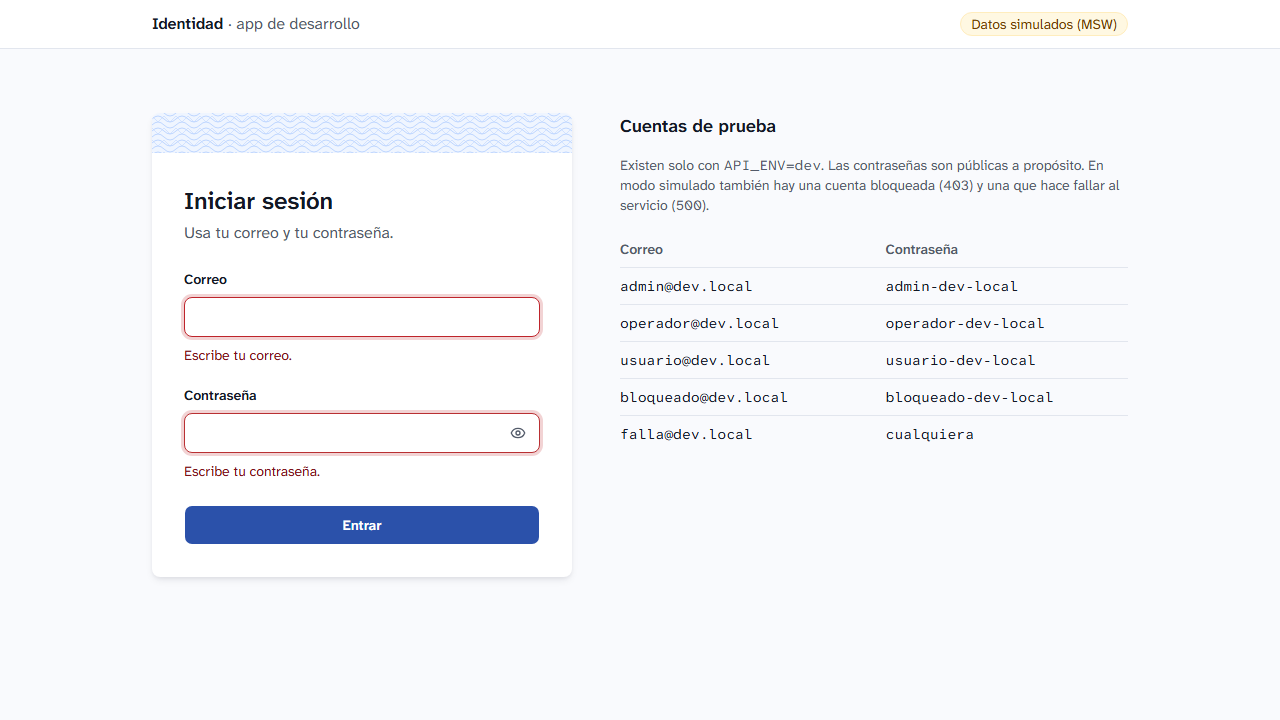 Identidad · app de desarrollo
Datos simulados (MSW)
Iniciar sesión
Usa tu correo y tu contraseña.
Correo
Escribe tu correo.
Contraseña
Escribe tu contraseña.
Entrar
Cuentas de prueba
Existen solo con API_ENV=dev. Las contraseñas son públicas a propósito. En
modo simulado también hay una cuenta bloqueada (403) y una que hace fallar al
servicio (500).
Correo Contraseña
admin@dev.local admin-dev-local
operador@dev.local operador-dev-local
usuario@dev.local usuario-dev-local
bloqueado@dev.local bloqueado-dev-local
falla@dev.local cualquiera